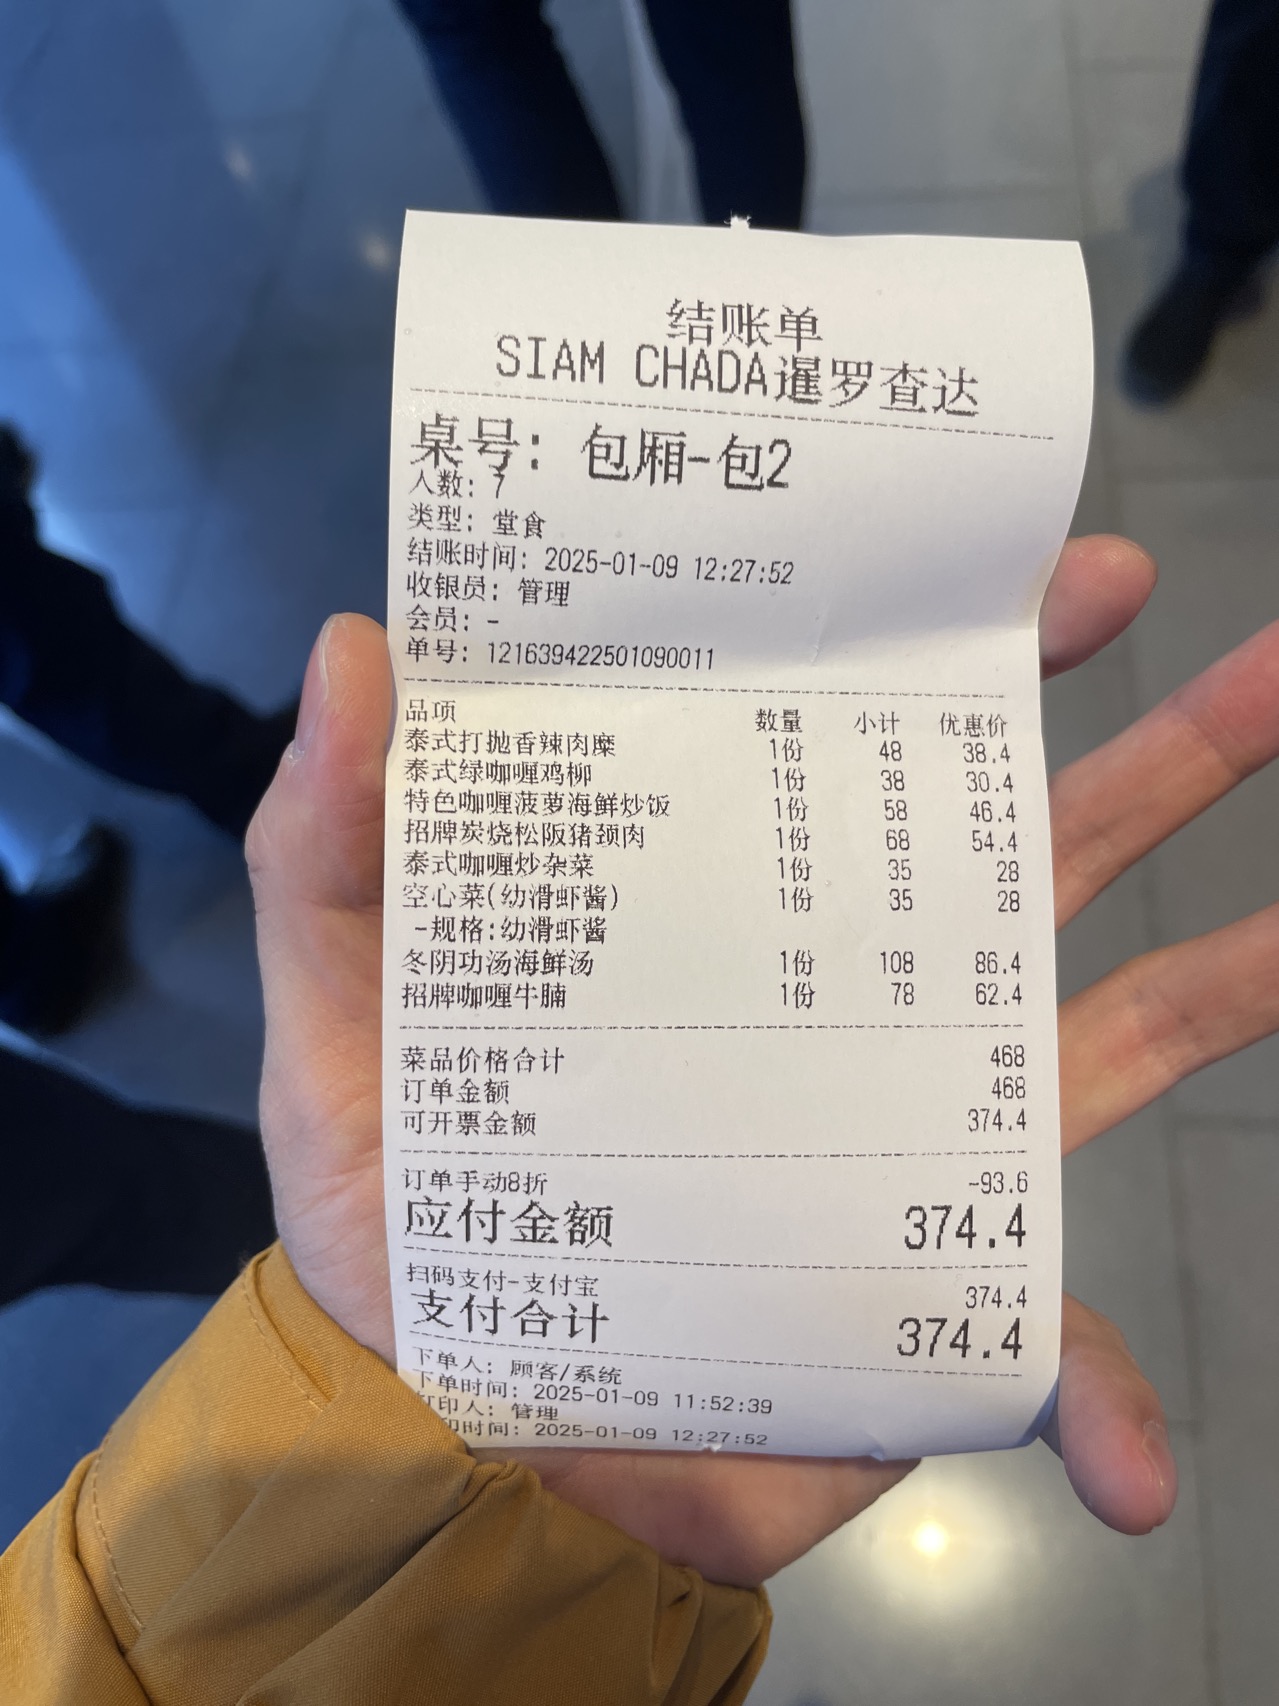 结账单
SIAM CHADA暹罗查达
桌号: 包厢-包2
人数: 7
类型: 堂食
结账时间: 2025-01-09 12:27:52
收银员: 管理
会员: -
单号: 121639422501090011
品项 数量 小计 优惠价
泰式打抛香辣肉糜 1份 48 38.4
泰式绿咖喱鸡柳 1份 38 30.4
特色咖喱菠萝海鲜炒饭 1份 58 46.4
招牌炭烧松阪猪颈肉 1份 68 54.4
泰式咖喱炒杂菜 1份 35 28
空心菜(幼滑虾酱) 1份 35 28
-规格:幼滑虾酱
冬阴功汤海鲜汤 1份 108 86.4
招牌咖喱牛腩 1份 78 62.4
菜品价格合计 468
订单金额 468
可开票金额 374.4
订单手动8折 -93.6
应付金额 374.4
扫码支付-支付宝 374.4
支付合计 374.4
下单人: 顾客/系统
下单时间: 2025-01-09 11:52:39
打印人: 管理
印时间: 2025-01-09 12:27:52